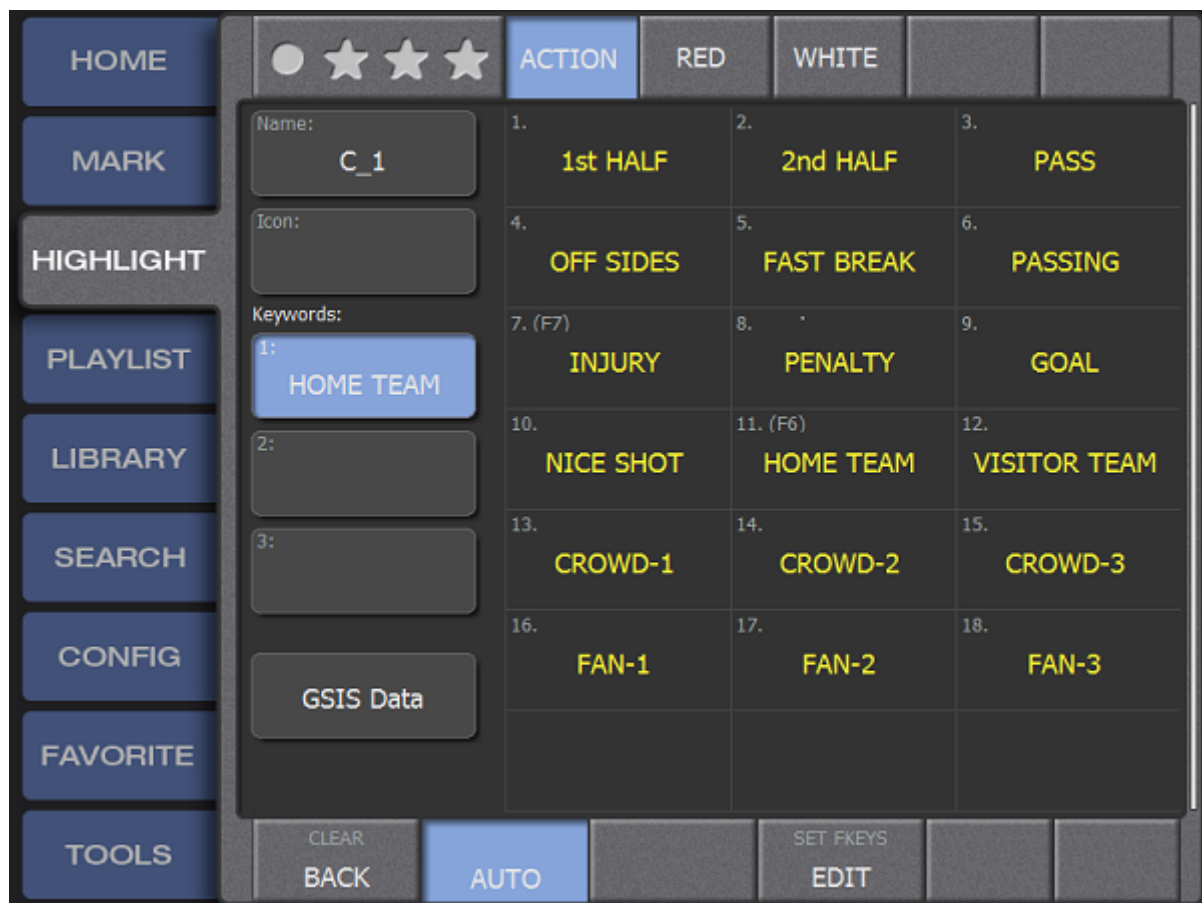 HOME
MARK
HIGHLIGHT
PLAYLIST
LIBRARY
SEARCH
CONFIG
FAVORITE
TOOLS
ACTION
RED
WHITE
Name:
C_1
Icon:
Keywords:
1:
HOME TEAM
2:
3:
GSIS Data
1.
1st HALF
2.
2nd HALF
3.
PASS
4.
OFF SIDES
5.
FAST BREAK
6.
PASSING
7. (F7)
INJURY
8.
PENALTY
9.
GOAL
10.
NICE SHOT
11. (F6)
HOME TEAM
12.
VISITOR TEAM
13.
CROWD-1
14.
CROWD-2
15.
CROWD-3
16.
FAN-1
17.
FAN-2
18.
FAN-3
CLEAR
BACK
AUTO
SET FKEYS
EDIT